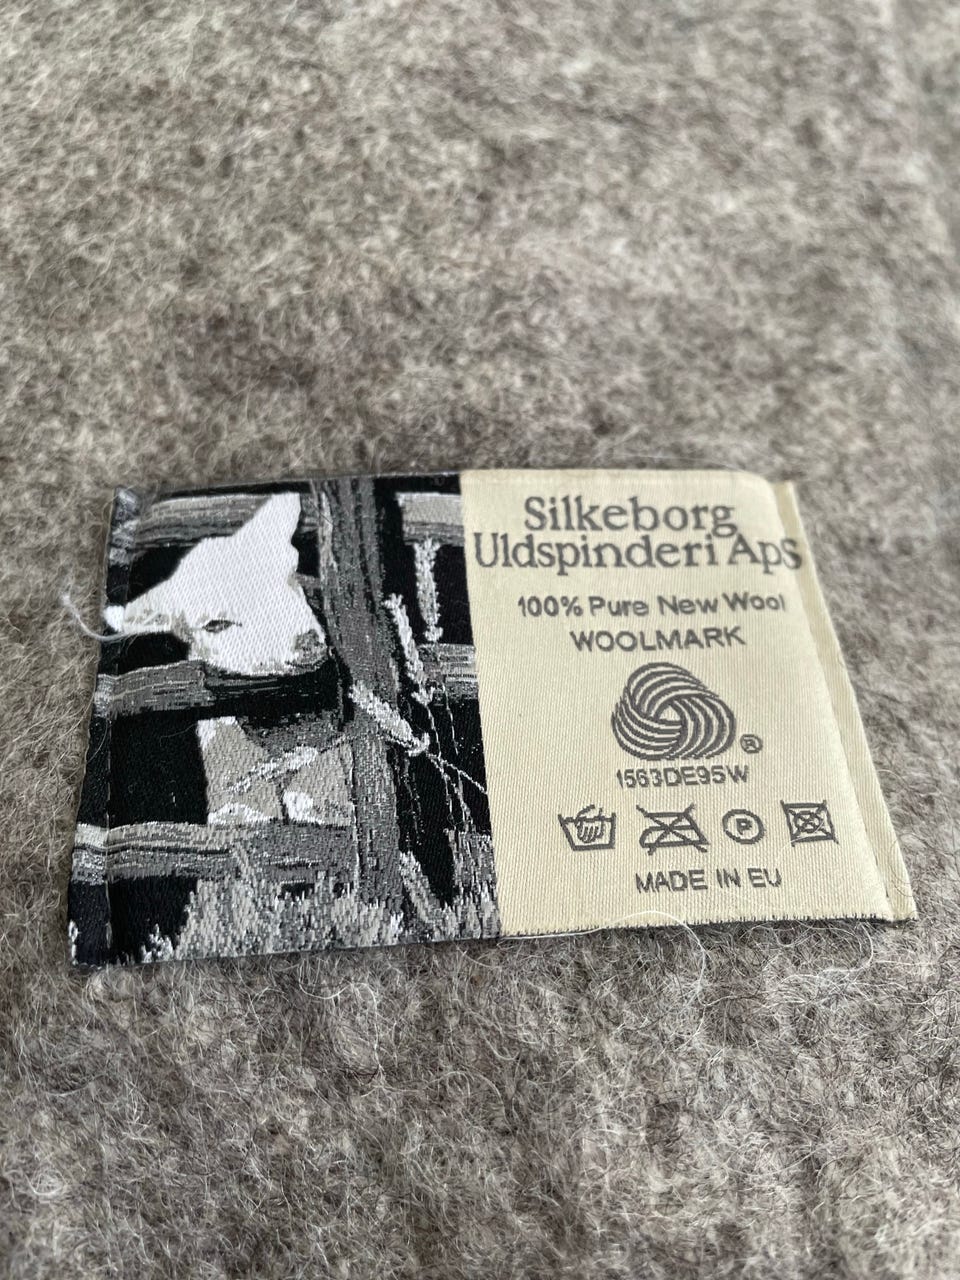 Silkeborg
Uldspinderi ApS
100% Pure New Wool
WOOLMARK
®
1563DE95W
P
MADE IN EU